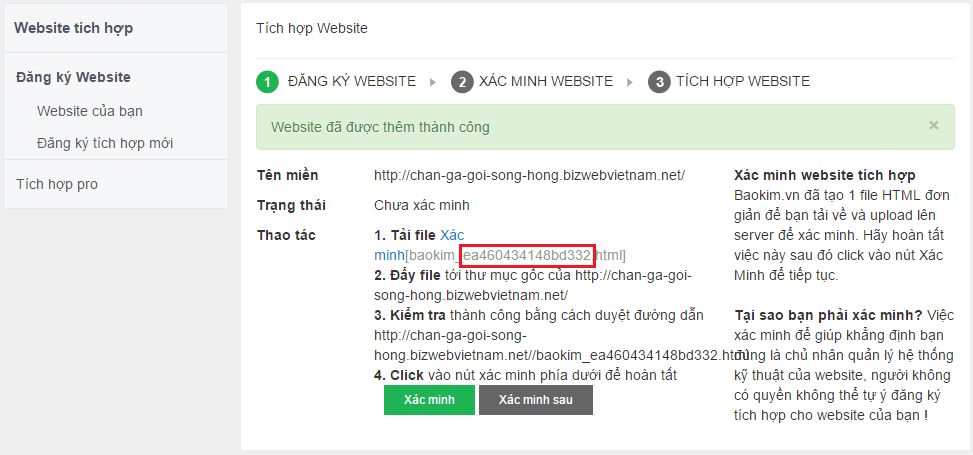 Website tích hợp
Đăng ký Website
Website của bạn
Đăng ký tích hợp mới
Tích hợp pro
Tích hợp Website
1 ĐĂNG KÝ WEBSITE 2 XÁC MINH WEBSITE 3 TÍCH HỢP WEBSITE
Website đã được thêm thành công ×
Tên miền http://chan-ga-goi-song-hong.bizwebvietnam.net/
Trạng thái Chưa xác minh
Thao tác 1. Tải file Xác
minh[baokim_ea460434148bd332.html]
2. Đẩy file tới thư mục gốc của http://chan-ga-goi-
song-hong.bizwebvietnam.net/
3. Kiểm tra thành công bằng cách duyệt đường dẫn
http://chan-ga-goi-song-
hong.bizwebvietnam.net//baokim_ea460434148bd332.html
4. Click vào nút xác minh phía dưới để hoàn tất
Xác minh Xác minh sau
Xác minh website tích hợp
Baokim.vn đã tạo 1 file HTML đơn
giản để bạn tải về và upload lên
server để xác minh. Hãy hoàn tất
việc này sau đó click vào nút Xác
Minh để tiếp tục.
Tại sao bạn phải xác minh? Việc
xác minh để giúp khẳng định bạn
đúng là chủ nhân quản lý hệ thống
kỹ thuật của website, người không
có quyền không thể tự ý đăng ký
tích hợp cho website của bạn !